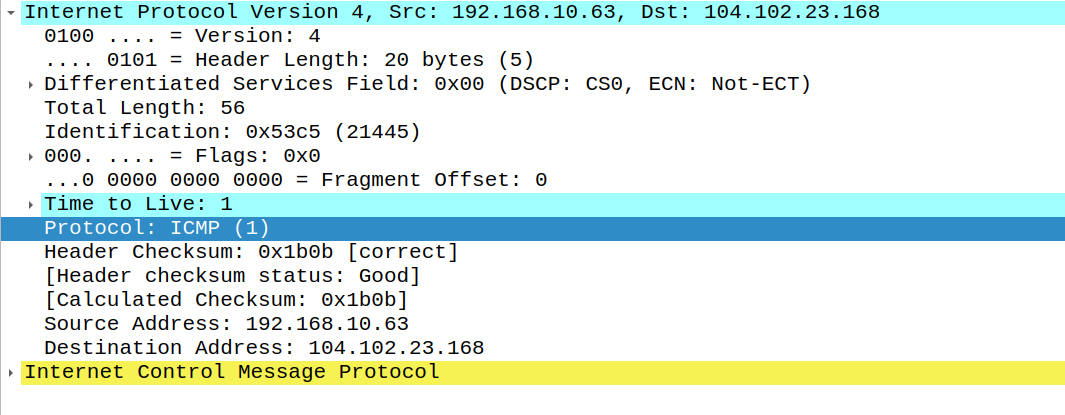 Internet Protocol Version 4, Src: 192.168.10.63, Dst: 104.102.23.168
0100 .... = Version: 4
.... 0101 = Header Length: 20 bytes (5)
Differentiated Services Field: 0x00 (DSCP: CS0, ECN: Not-ECT)
Total Length: 56
Identification: 0x53c5 (21445)
000. .... = Flags: 0x0
...0 0000 0000 0000 = Fragment Offset: 0
Time to Live: 1
Protocol: ICMP (1)
Header Checksum: 0x1b0b [correct]
[Header checksum status: Good]
[Calculated Checksum: 0x1b0b]
Source Address: 192.168.10.63
Destination Address: 104.102.23.168
Internet Control Message Protocol